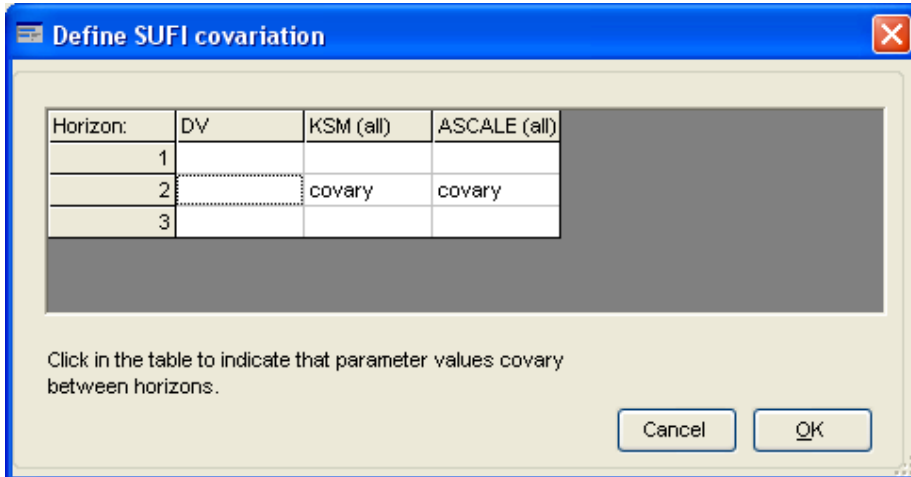 Define SUFI covariation
Horizon: DV KSM (all) ASCALE (all)
1
2 covary covary
3
Click in the table to indicate that parameter values covary
between horizons.
Cancel OK